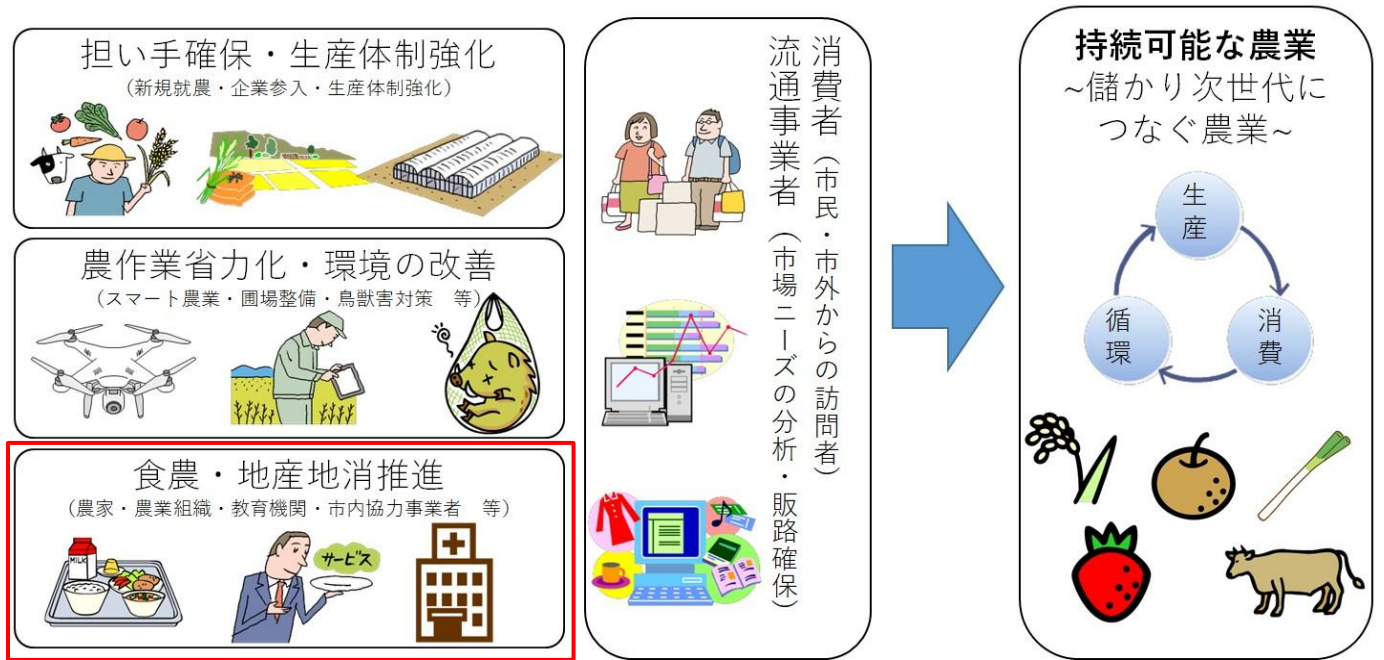 担い手確保・生産体制強化
(新規就農・企業参入・生産体制強化)
農作業省力化・環境の改善
(スマート農業・圃場整備・鳥獣害対策　等)
食農・地産地消推進
(農家・農業組織・教育機関・市内協力事業者　等)
MILK
サービス
消費者（市民・市外からの訪問者）
流通事業者（市場ニーズの分析・販路確保）
持続可能な農業
~儲かり次世代に
つなぐ農業~
生産
消費
循環